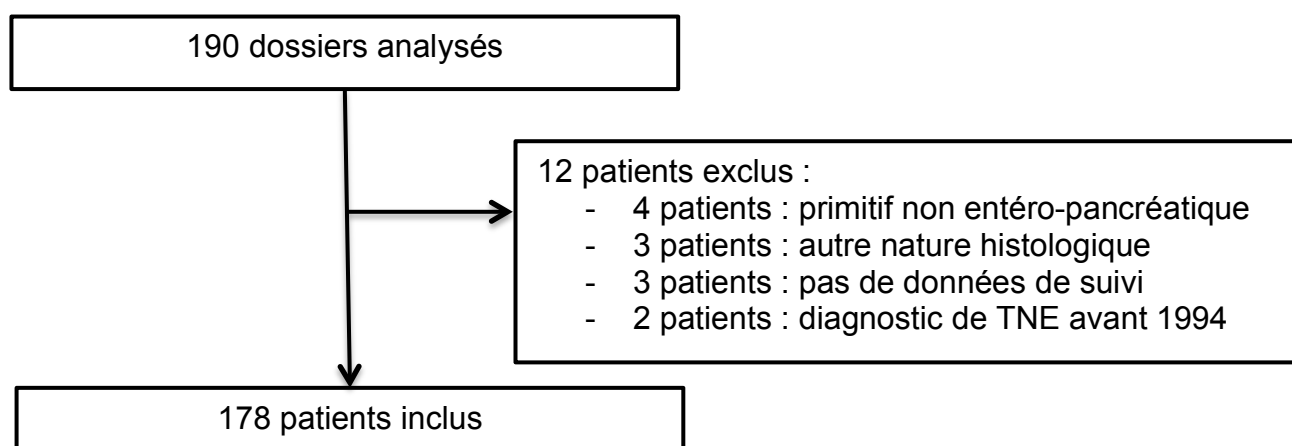 190 dossiers analysés
12 patients exclus :
- 4 patients : primitif non entéro-pancréatique
- 3 patients : autre nature histologique
- 3 patients : pas de données de suivi
- 2 patients : diagnostic de TNE avant 1994
178 patients inclus